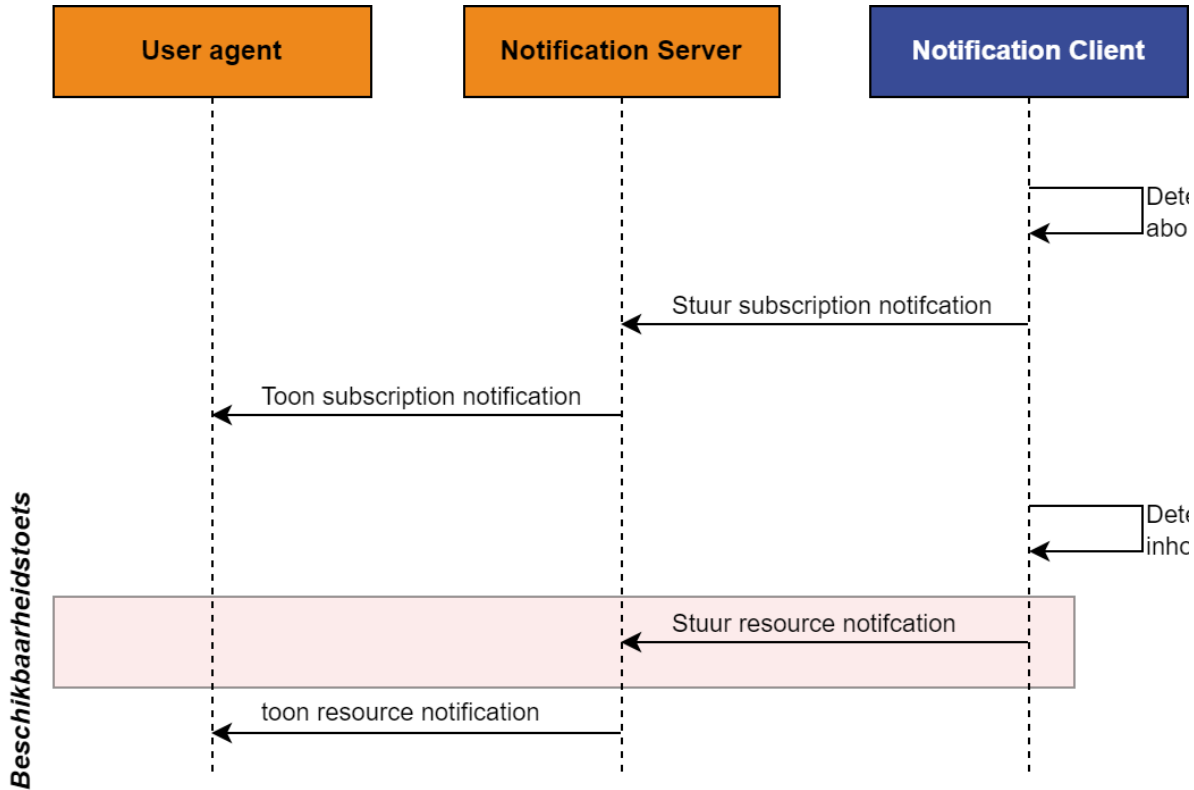 User agent
Notification Server
Notification Client
Stuur subscription notifcation
Toon subscription notification
Beschikbaarheidstoets
Stuur resource notifcation
toon resource notification